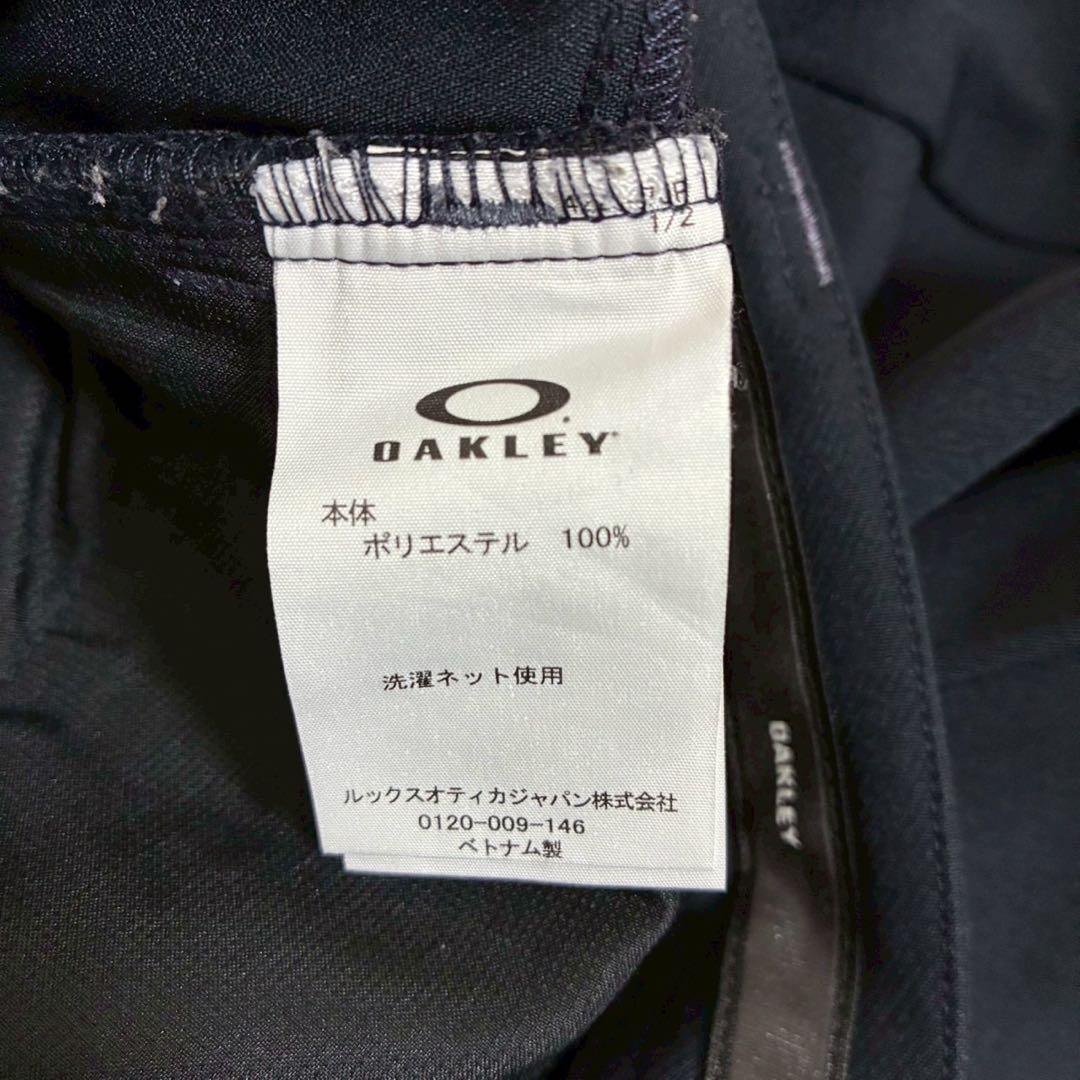 1/2
OAKLEY
本体
ポリエステル 100%
洗濯ネット使用
ルックスオティカジャパン株式会社
0120-009-146
ベトナム製
OAKLEY